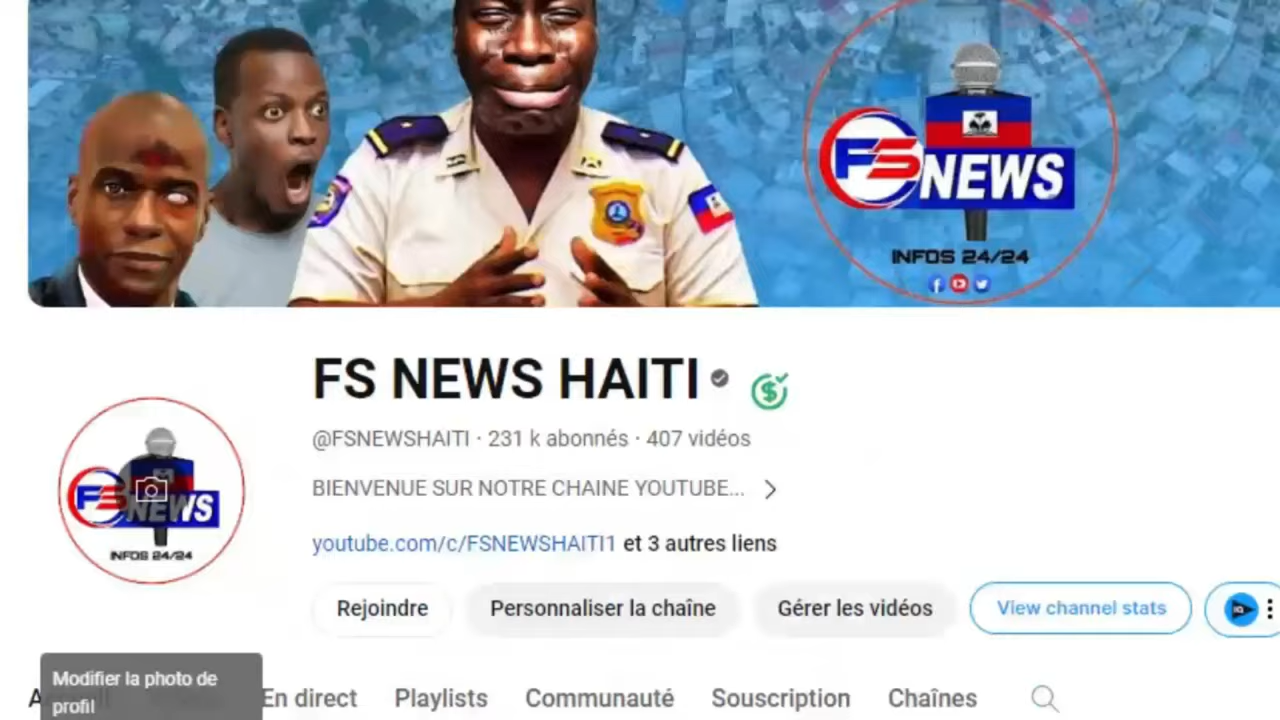 FS NEWS
INFOS 24/24
FS NEWS HAITI
@FSNEWSHAITI · 231 k abonnés · 407 vidéos
BIENVENUE SUR NOTRE CHAINE YOUTUBE...
youtube.com/c/FSNEWSHAITI1 et 3 autres liens
FS NEWS
INFOS 24/24
Rejoindre Personnaliser la chaîne Gérer les vidéos View channel stats
Modifier la photo de
profil
En direct Playlists Communauté Souscription Chaînes